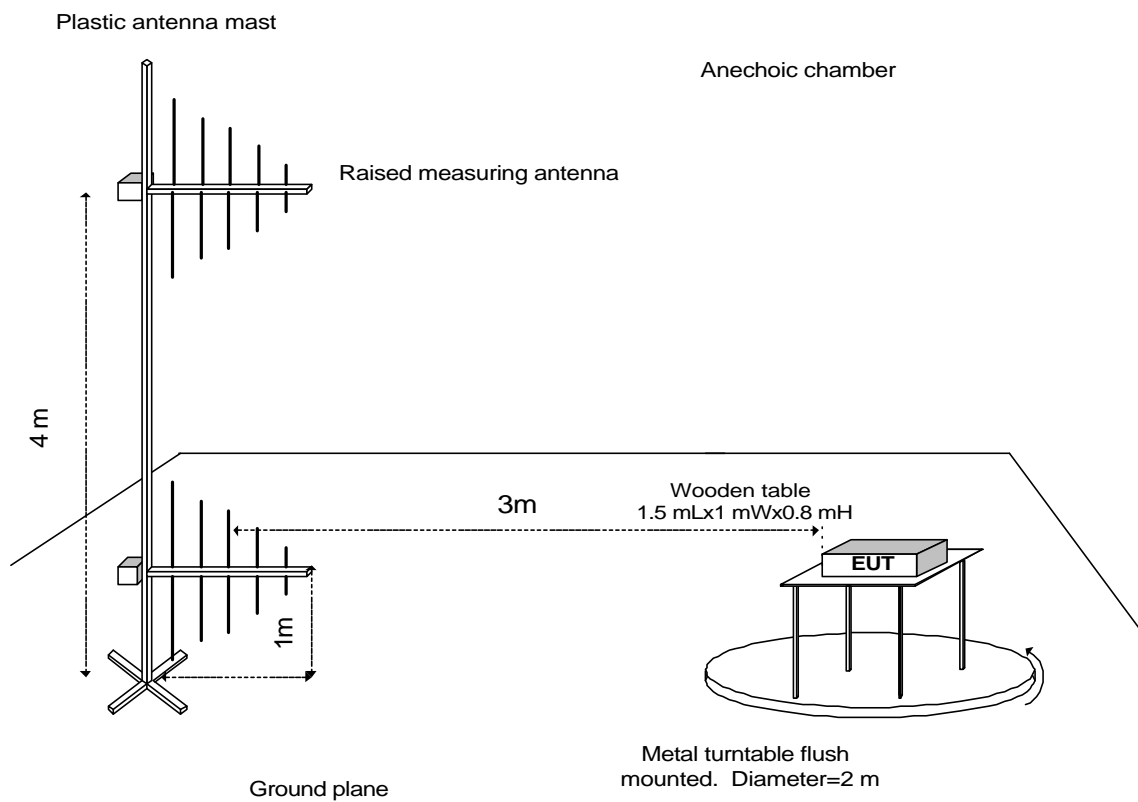 Plastic antenna mast
Anechoic chamber
Raised measuring antenna
4 m
3m
Wooden table
1.5 mLx1 mWx0.8 mH
EUT
1m
Metal turntable flush
mounted. Diameter=2 m
Ground plane